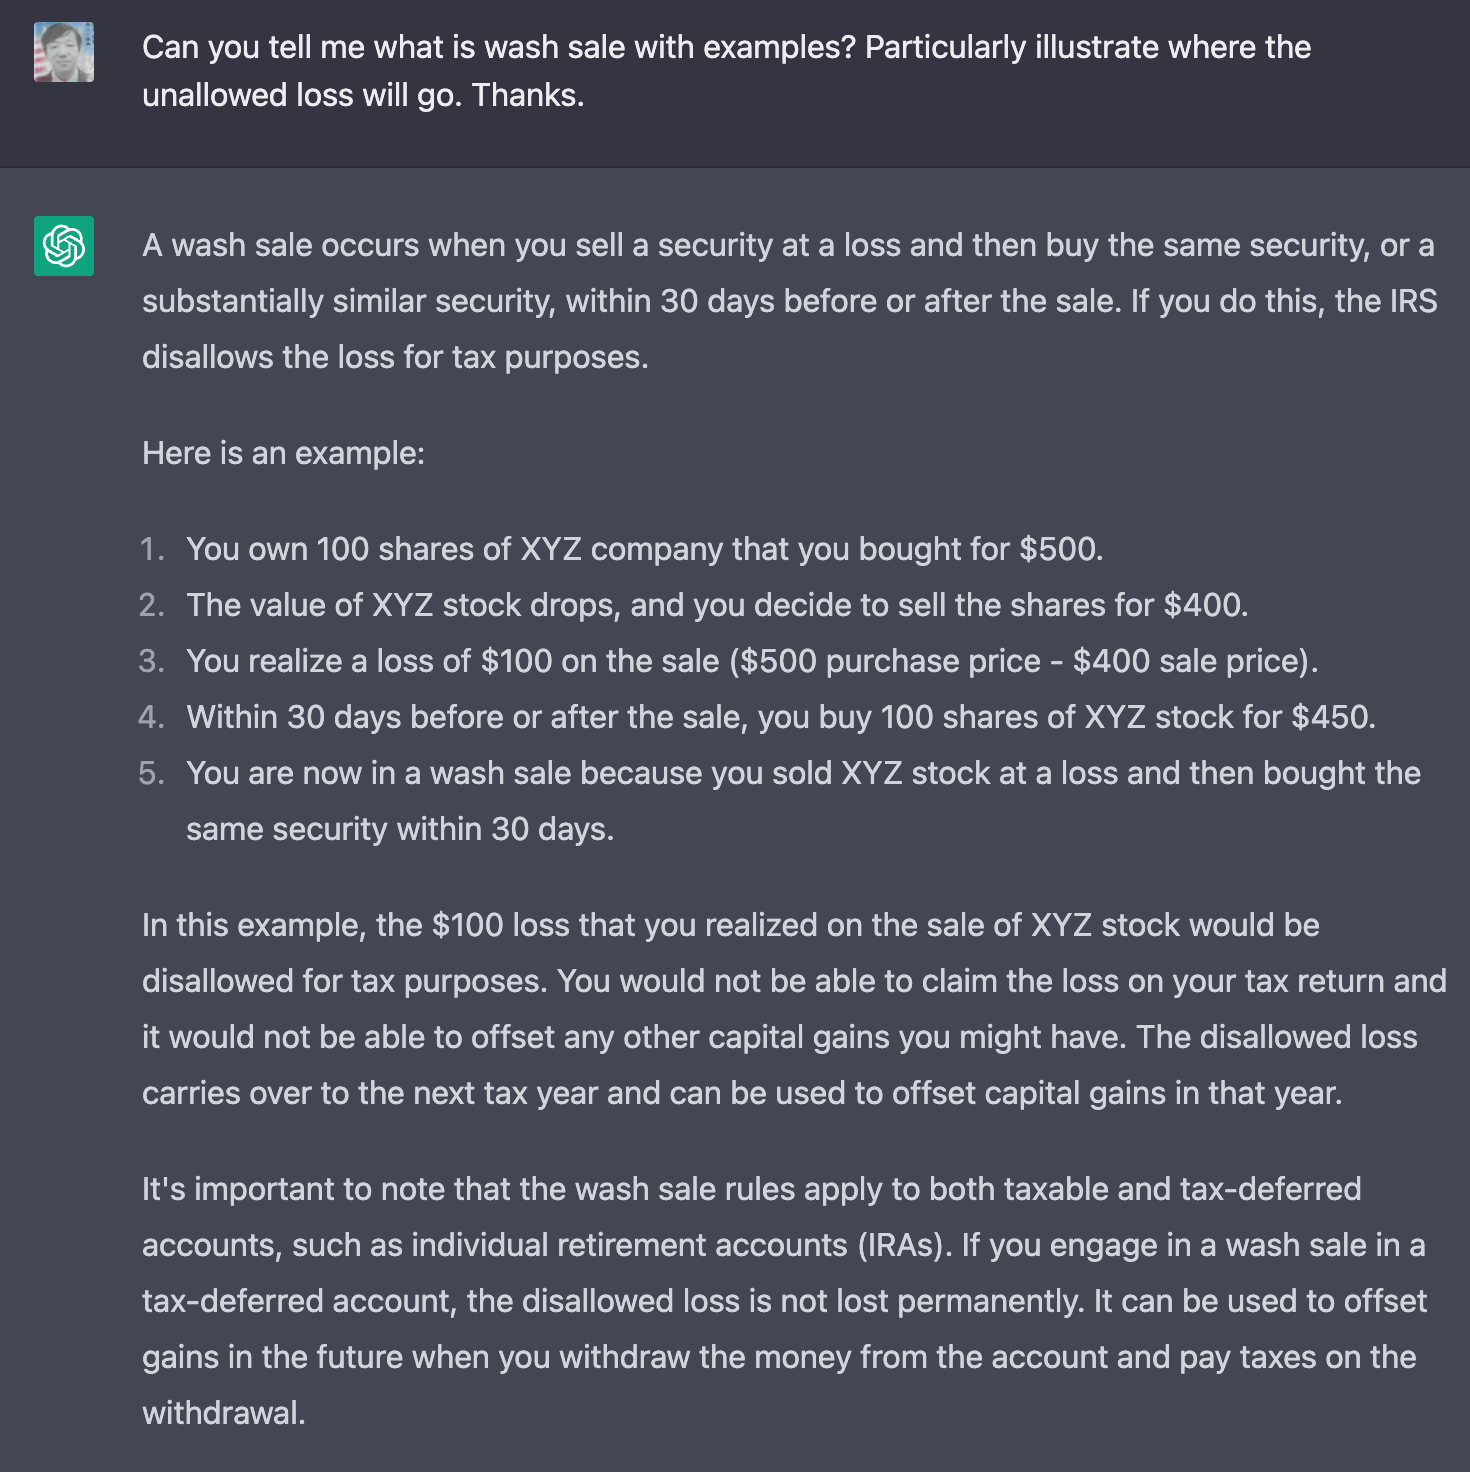 Can you tell me what is wash sale with examples? Particularly illustrate where the
unallowed loss will go. Thanks.
A wash sale occurs when you sell a security at a loss and then buy the same security, or a
substantially similar security, within 30 days before or after the sale. If you do this, the IRS
disallows the loss for tax purposes.
Here is an example:
1. You own 100 shares of XYZ company that you bought for $500.
2. The value of XYZ stock drops, and you decide to sell the shares for $400.
3. You realize a loss of $100 on the sale ($500 purchase price - $400 sale price).
4. Within 30 days before or after the sale, you buy 100 shares of XYZ stock for $450.
5. You are now in a wash sale because you sold XYZ stock at a loss and then bought the
same security within 30 days.
In this example, the $100 loss that you realized on the sale of XYZ stock would be
disallowed for tax purposes. You would not be able to claim the loss on your tax return and
it would not be able to offset any other capital gains you might have. The disallowed loss
carries over to the next tax year and can be used to offset capital gains in that year.
It's important to note that the wash sale rules apply to both taxable and tax-deferred
accounts, such as individual retirement accounts (IRAs). If you engage in a wash sale in a
tax-deferred account, the disallowed loss is not lost permanently. It can be used to offset
gains in the future when you withdraw the money from the account and pay taxes on the
withdrawal.